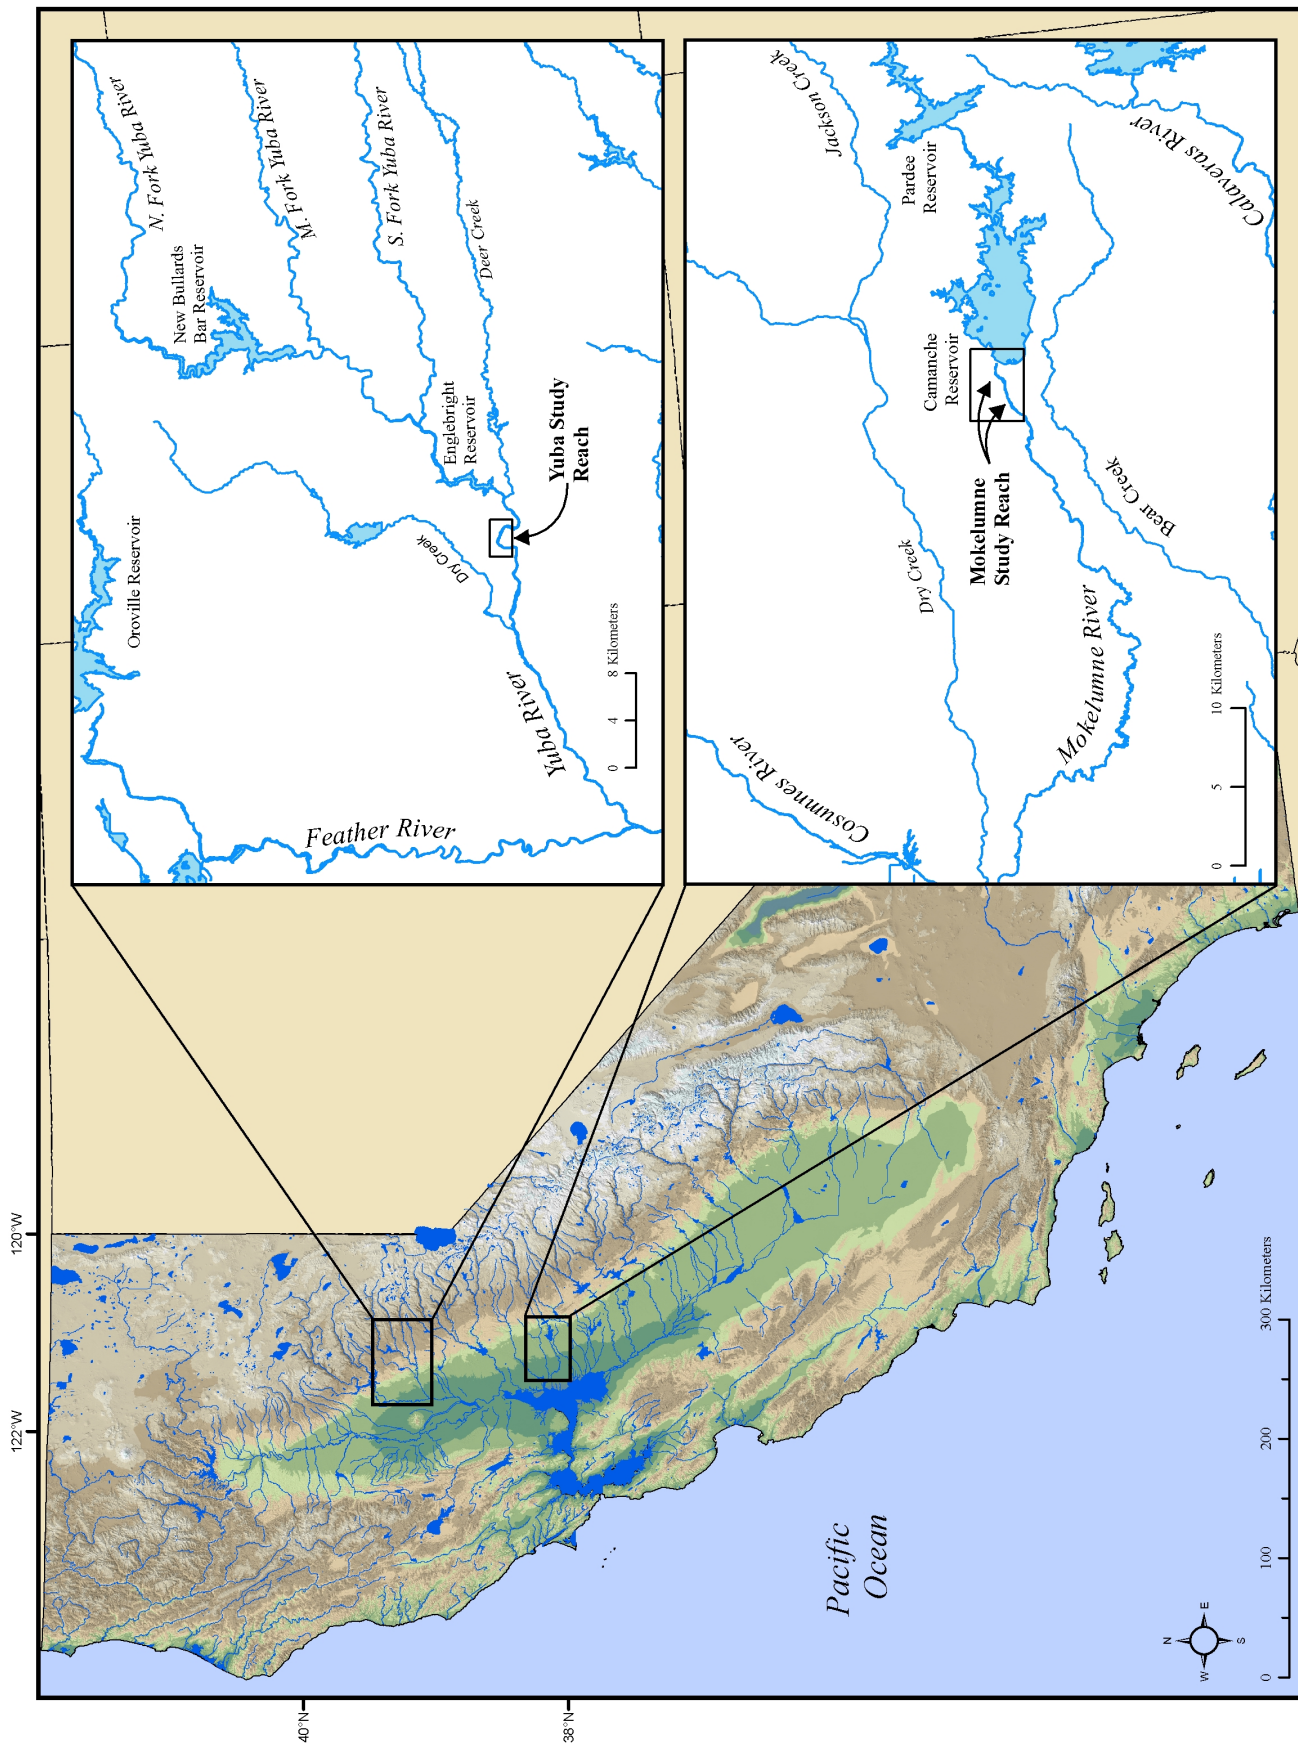 N. Fork Yuba River
M. Fork Yuba River
S. Fork Yuba River
Deer Creek
New Bullards
Bar Reservoir
Oroville Reservoir
Englebright
Reservoir
Dry Creek
Yuba Study
Reach
Yuba River
Feather River
0 4 8 Kilometers
Jackson Creek
Pardee
Reservoir
Calaveras River
Camanche
Reservoir
Dry Creek
Mokelumne
Study Reach
Bear Creek
Mokelumne River
Cosumnes River
0 5 10 Kilometers
122°W
120°W
40°N
38°N
Pacific
Ocean
N
W
E
S
0 100 200 300 Kilometers